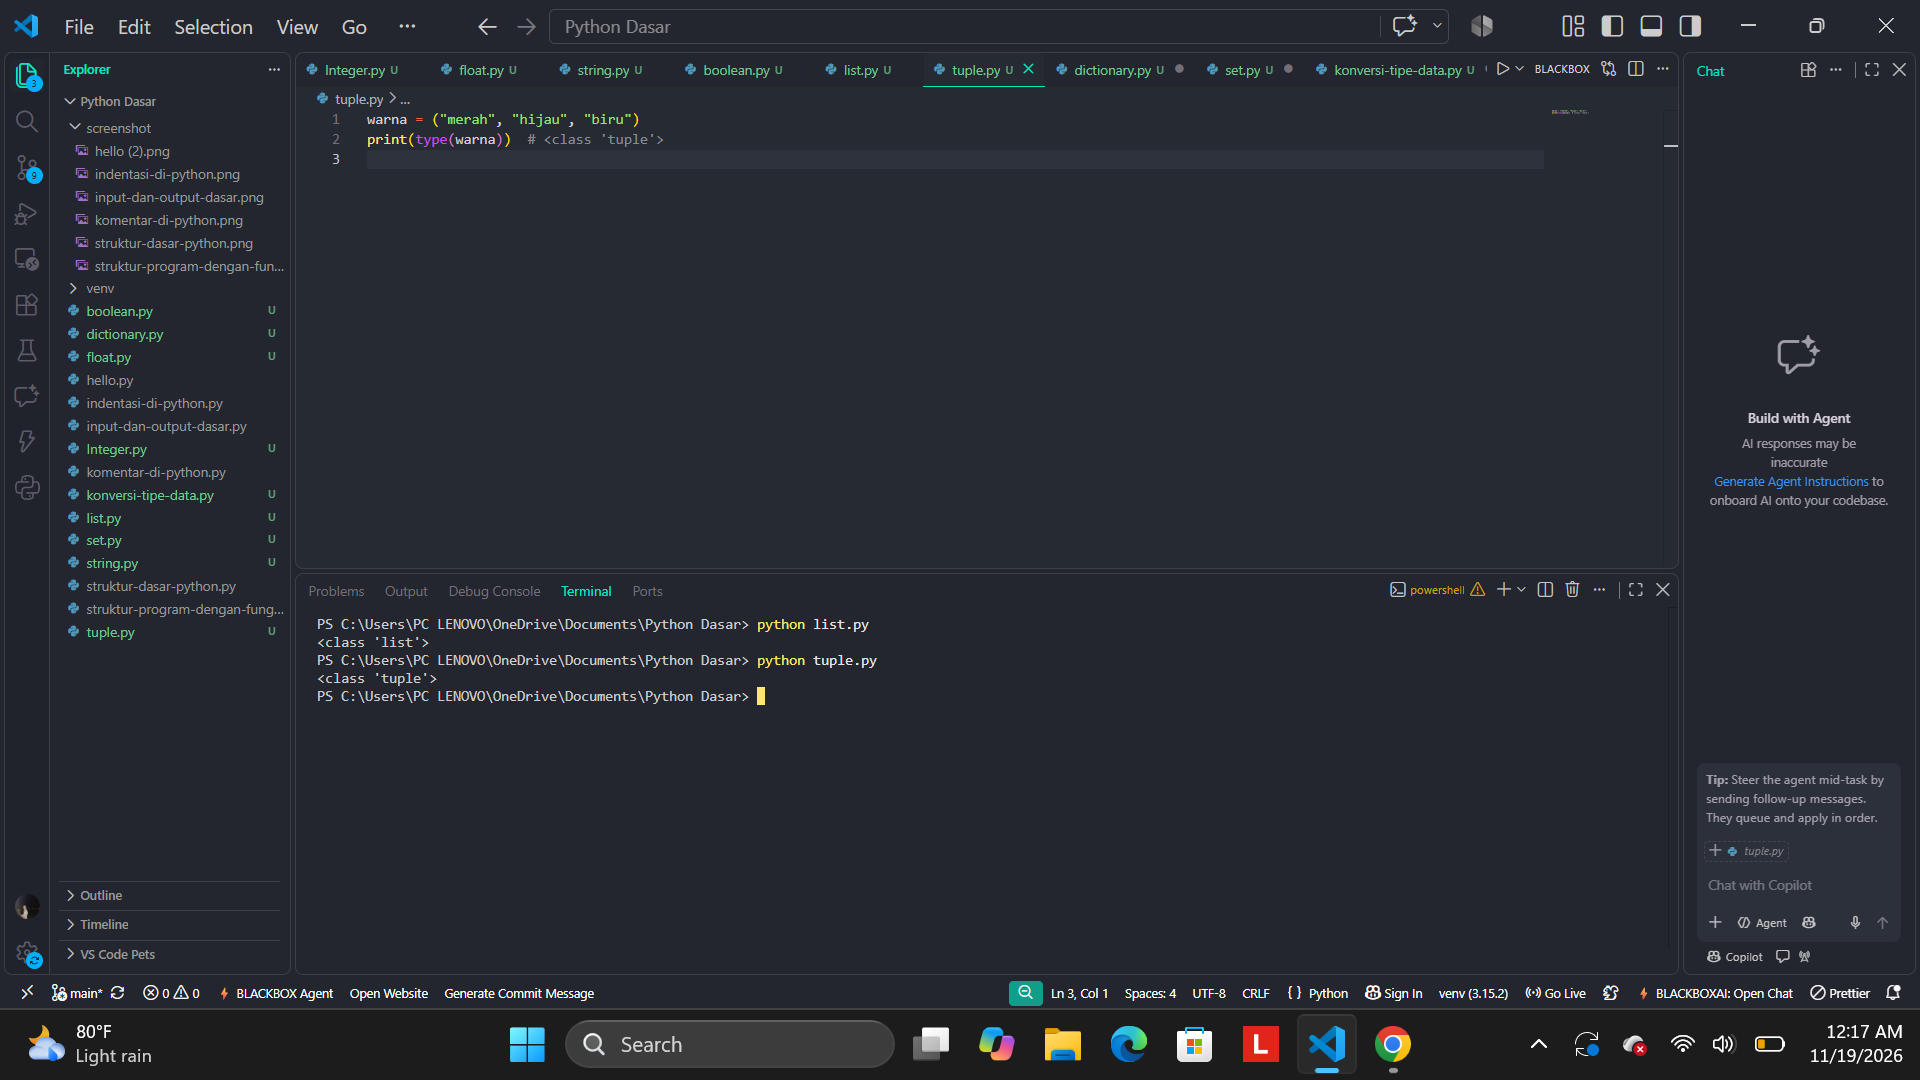 File Edit Selection View Go ··· Python Dasar
Explorer
Python Dasar
screenshot
hello (2).png
indentasi-di-python.png
input-dan-output-dasar.png
komentar-di-python.png
struktur-dasar-python.png
struktur-program-dengan-fun...
venv
boolean.py U
dictionary.py U
float.py U
hello.py
indentasi-di-python.py
input-dan-output-dasar.py
Integer.py U
komentar-di-python.py
konversi-tipe-data.py U
list.py U
set.py U
string.py U
struktur-dasar-python.py
struktur-program-dengan-fung...
tuple.py U
Outline
Timeline
VS Code Pets
3
9
Integer.py U float.py U string.py U boolean.py U list.py U tuple.py U dictionary.py U set.py U konversi-tipe-data.py U BLACKBOX
tuple.py > ...
1 warna = ("merah", "hijau", "biru")
2 print(type(warna)) # <class 'tuple'>
3
Problems Output Debug Console Terminal Ports powershell
PS C:\Users\PC LENOVO\OneDrive\Documents\Python Dasar> python list.py
<class 'list'>
PS C:\Users\PC LENOVO\OneDrive\Documents\Python Dasar> python tuple.py
<class 'tuple'>
PS C:\Users\PC LENOVO\OneDrive\Documents\Python Dasar>
Chat
Build with Agent
AI responses may be
inaccurate
Generate Agent Instructions to
onboard AI onto your codebase.
Tip: Steer the agent mid-task by
sending follow-up messages.
They queue and apply in order.
tuple.py
Chat with Copilot
Agent
Copilot
main* 0 0 BLACKBOX Agent Open Website Generate Commit Message Ln 3, Col 1 Spaces: 4 UTF-8 CRLF { } Python Sign In venv (3.15.2) Go Live BLACKBOXAI: Open Chat Prettier
80°F
Light rain
Search
L
12:17 AM
11/19/2026